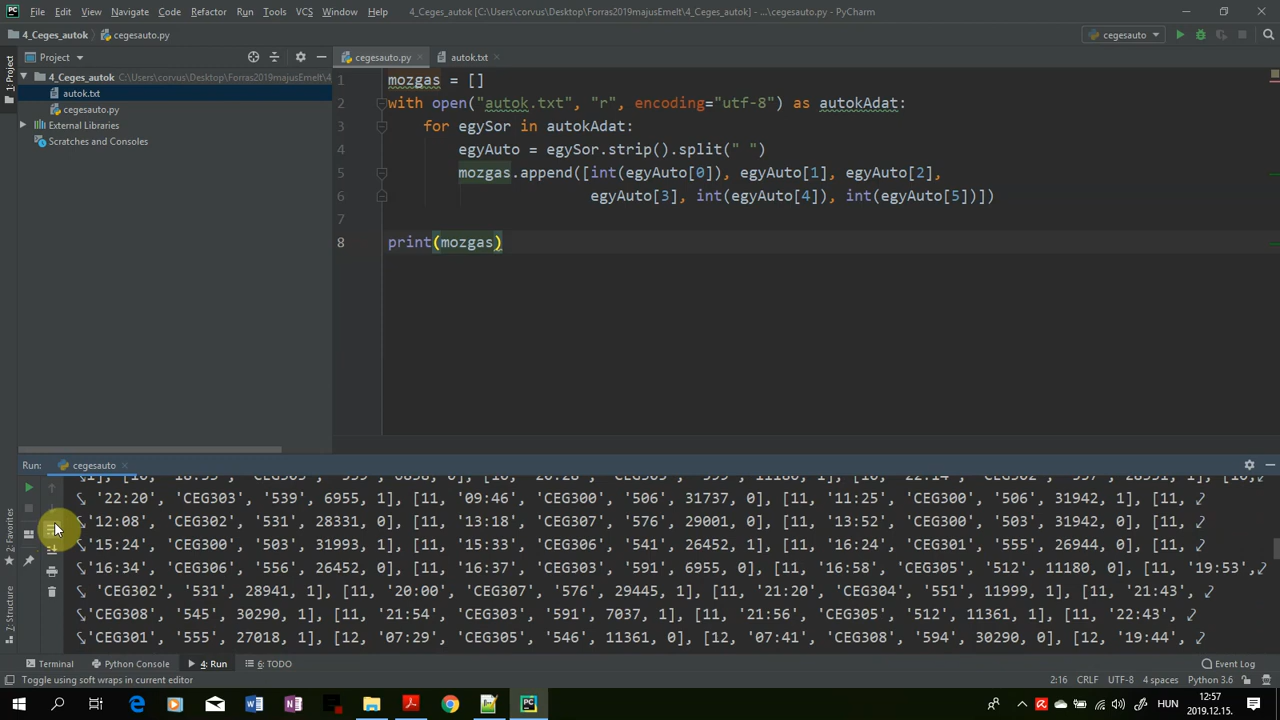 File Edit View Navigate Code Refactor Run Tools VCS Window Help 4_Ceges_autok [C:\Users\corvus\Desktop\Forras2019majusEmelt\4_Ceges_autok] - ...\cegesauto.py - PyCharm
4_Ceges_autok cegesauto.py cegesauto
1: Project
Project cegesauto.py autok.txt
4_Ceges_autok C:\Users\corvus\Desktop\Forras2019majusEmelt\4
autok.txt
cegesauto.py
External Libraries
Scratches and Consoles
1 mozgas = []
2 with open("autok.txt", "r", encoding="utf-8") as autokAdat:
3 for egySor in autokAdat:
4 egyAuto = egySor.strip().split(" ")
5 mozgas.append([int(egyAuto[0]), egyAuto[1], egyAuto[2],
6 egyAuto[3], int(egyAuto[4]), int(egyAuto[5])])
7
8 print(mozgas)
Run: cegesauto
'22:20', 'CEG303', '539', 6955, 1], [11, '09:46', 'CEG300', '506', 31737, 0], [11, '11:25', 'CEG300', '506', 31942, 1], [11,
'12:08', 'CEG302', '531', 28331, 0], [11, '13:18', 'CEG307', '576', 29001, 0], [11, '13:52', 'CEG300', '503', 31942, 0], [11,
'15:24', 'CEG300', '503', 31993, 1], [11, '15:33', 'CEG306', '541', 26452, 1], [11, '16:24', 'CEG301', '555', 26944, 0], [11,
'16:34', 'CEG306', '556', 26452, 0], [11, '16:37', 'CEG303', '591', 6955, 0], [11, '16:58', 'CEG305', '512', 11180, 0], [11, '19:53',
'CEG302', '531', 28941, 1], [11, '20:54', 'CEG307', '576', 29445, 1], [11, '21:20', 'CEG304', '551', 11999, 1], [11, '21:43',
'CEG308', '545', 30290, 1], [11, '21:54', 'CEG303', '591', 7037, 1], [11, '21:56', 'CEG305', '512', 11361, 1], [11, '22:43',
'CEG301', '555', 27018, 1], [12, '07:29', 'CEG305', '546', 11361, 0], [12, '07:41', 'CEG308', '594', 30290, 0], [12, '19:44',
2: Favorites
7: Structure
Terminal Python Console 4: Run 6: TODO Event Log
Toggle using soft wraps in current editor 2:16 CRLF UTF-8 4 spaces Python 3.6
HUN 12:57
2019.12.15.